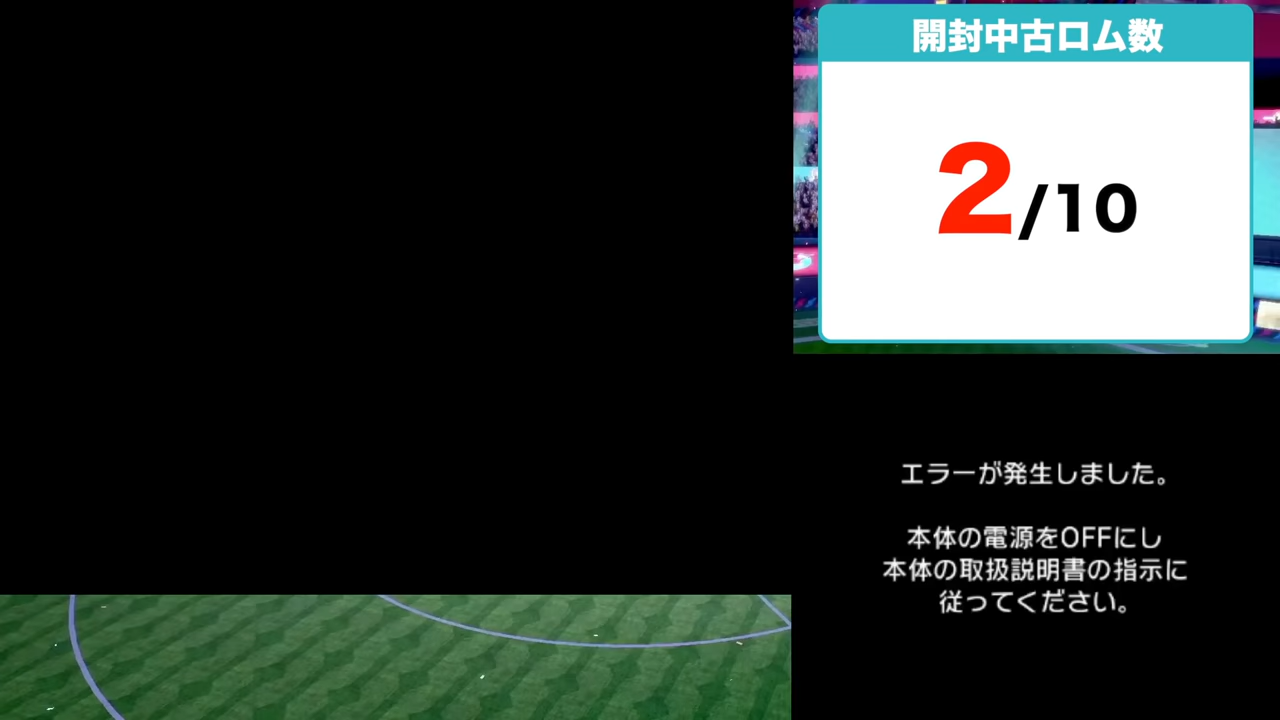 開封中古ロム数
2/10
エラーが発生しました。
本体の電源をOFFにし
本体の取扱説明書の指示に
従ってください。